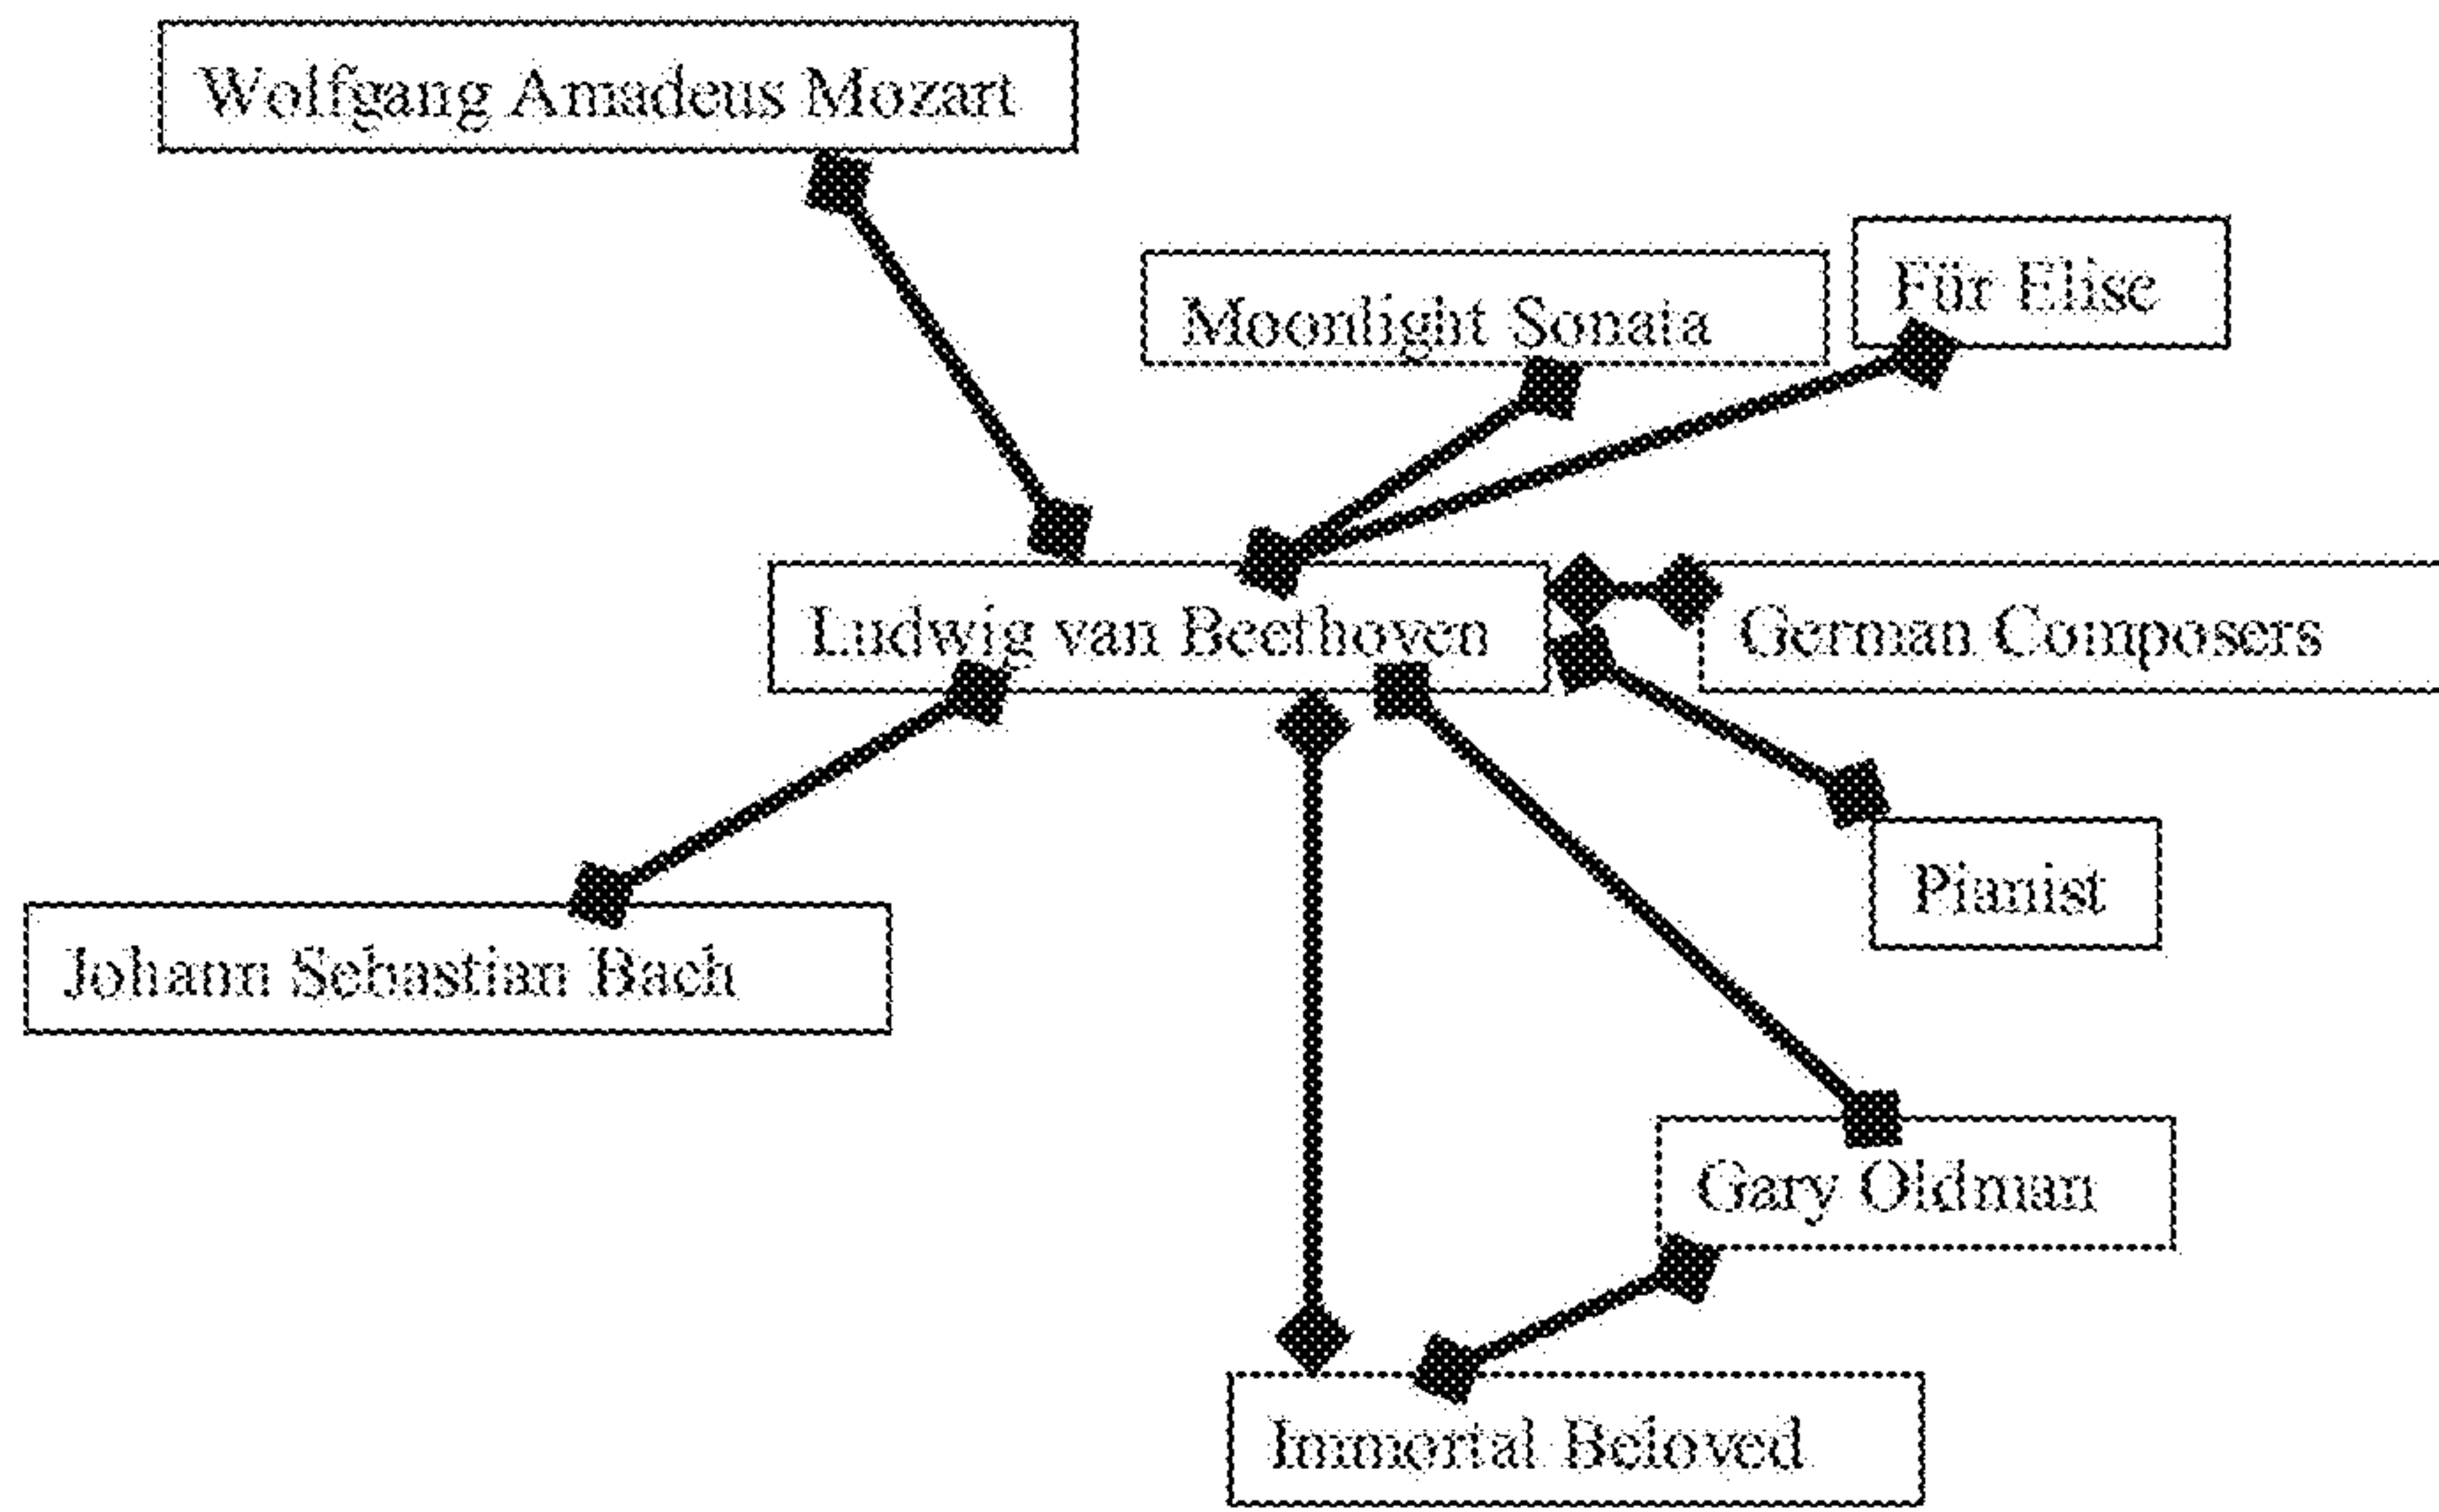 Wolfgang Amadeus Mozart
Moonlight Sonata
Für Elise
Ludwig van Beethoven
German Composers
Pianist
Johann Sebastian Bach
Gary Oldman
Immortal Beloved